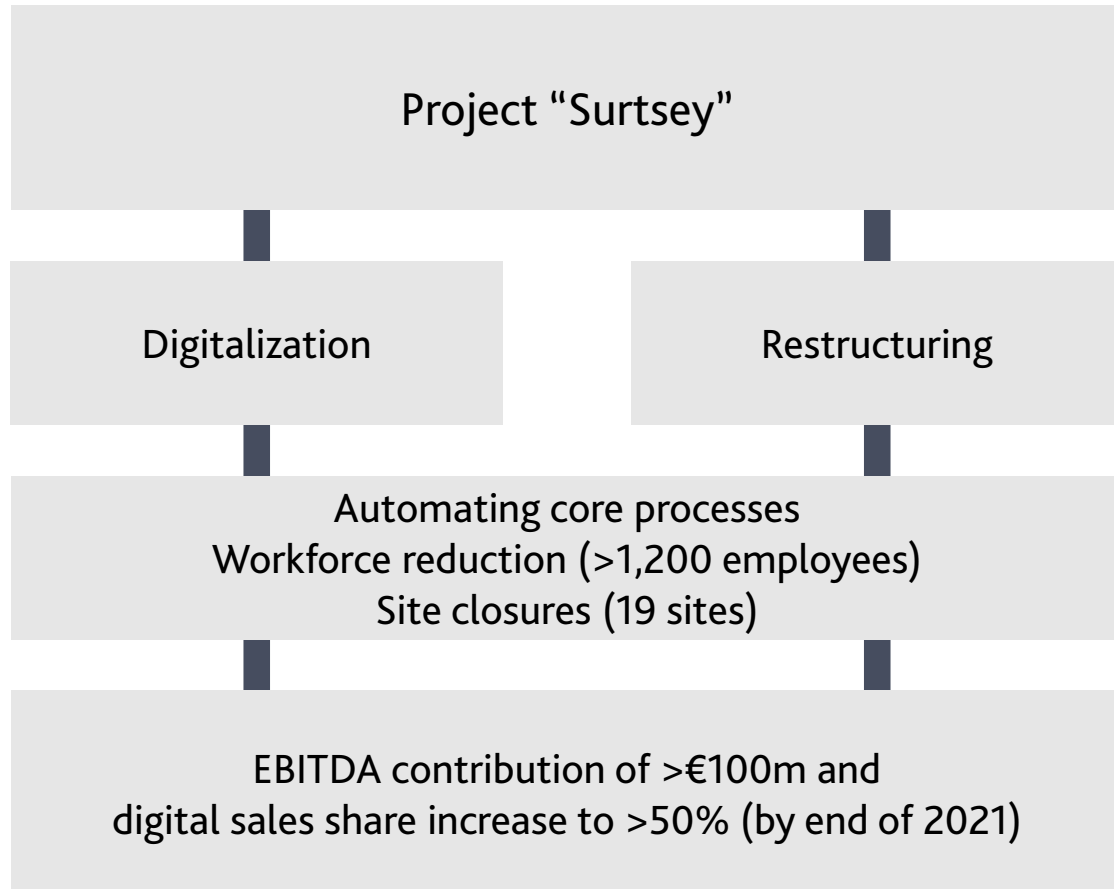 Project “Surtsey”
Digitalization
Restructuring
Automating core processes
Workforce reduction (>1,200 employees)
Site closures (19 sites)
EBITDA contribution of >€100m and
digital sales share increase to >50% (by end of 2021)